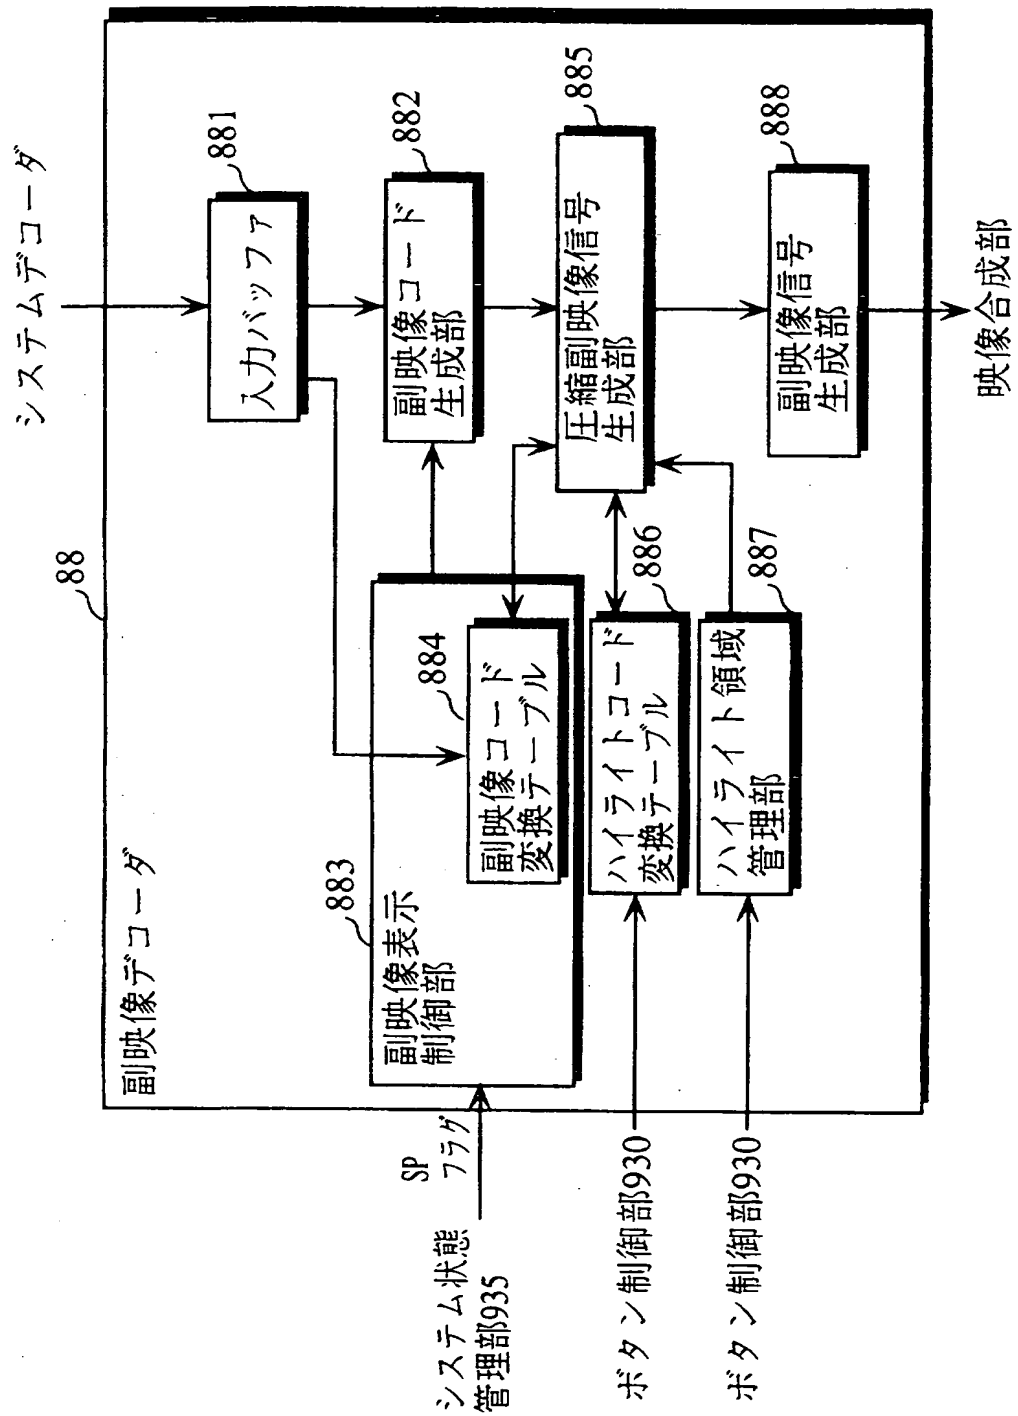 副映像デコーダ
88
システムデコーダ
881
入力バッファ
882
副映像コード
生成部
883
副映像表示
制御部
884
副映像コード
変換テーブル
885
圧縮副映像信号
生成部
886
ハイライトコード
変換テーブル
887
ハイライト領域
管理部
888
副映像信号
生成部
映像合成部
SP
フラグ
システム状態
管理部935
ボタン制御部930
ボタン制御部930